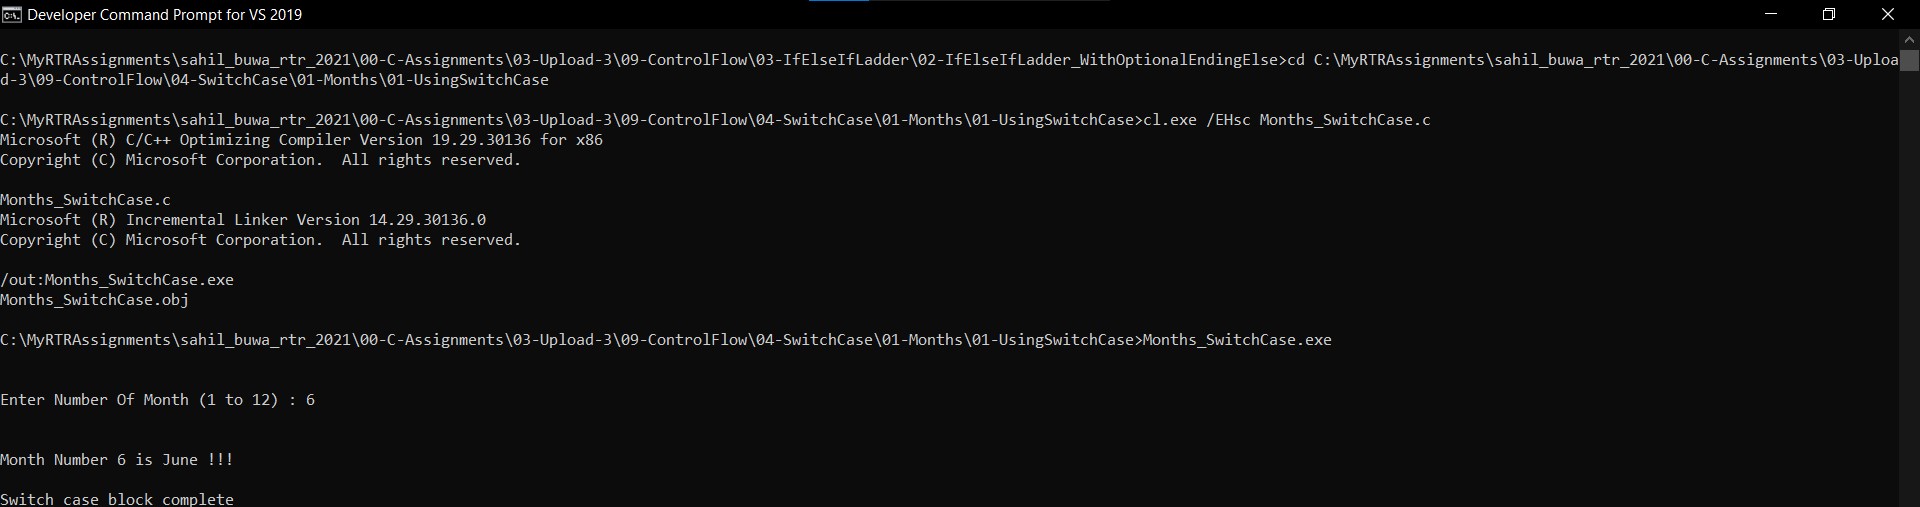 Developer Command Prompt for VS 2019
C:\MyRTRAssignments\sahil_buwa_rtr_2021\00-C-Assignments\03-Upload-3\09-ControlFlow\03-IfElseIfLadder\02-IfElseIfLadder_WithOptionalEndingElse>cd C:\MyRTRAssignments\sahil_buwa_rtr_2021\00-C-Assignments\03-Uploa
d-3\09-ControlFlow\04-SwitchCase\01-Months\01-UsingSwitchCase
C:\MyRTRAssignments\sahil_buwa_rtr_2021\00-C-Assignments\03-Upload-3\09-ControlFlow\04-SwitchCase\01-Months\01-UsingSwitchCase>cl.exe /EHsc Months_SwitchCase.c
Microsoft (R) C/C++ Optimizing Compiler Version 19.29.30136 for x86
Copyright (C) Microsoft Corporation.  All rights reserved.
Months_SwitchCase.c
Microsoft (R) Incremental Linker Version 14.29.30136.0
Copyright (C) Microsoft Corporation.  All rights reserved.
/out:Months_SwitchCase.exe
Months_SwitchCase.obj
C:\MyRTRAssignments\sahil_buwa_rtr_2021\00-C-Assignments\03-Upload-3\09-ControlFlow\04-SwitchCase\01-Months\01-UsingSwitchCase>Months_SwitchCase.exe
Enter Number Of Month (1 to 12) : 6
Month Number 6 is June !!!
Switch case block complete